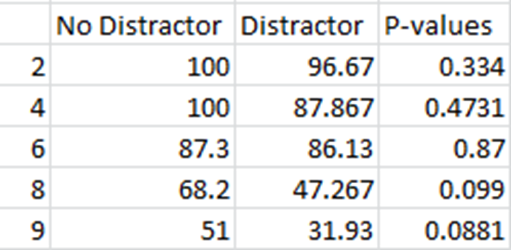 No Distractor Distractor P-values
2 100 96.67 0.334
4 100 87.867 0.4731
6 87.3 86.13 0.87
8 68.2 47.267 0.099
9 51 31.93 0.0881